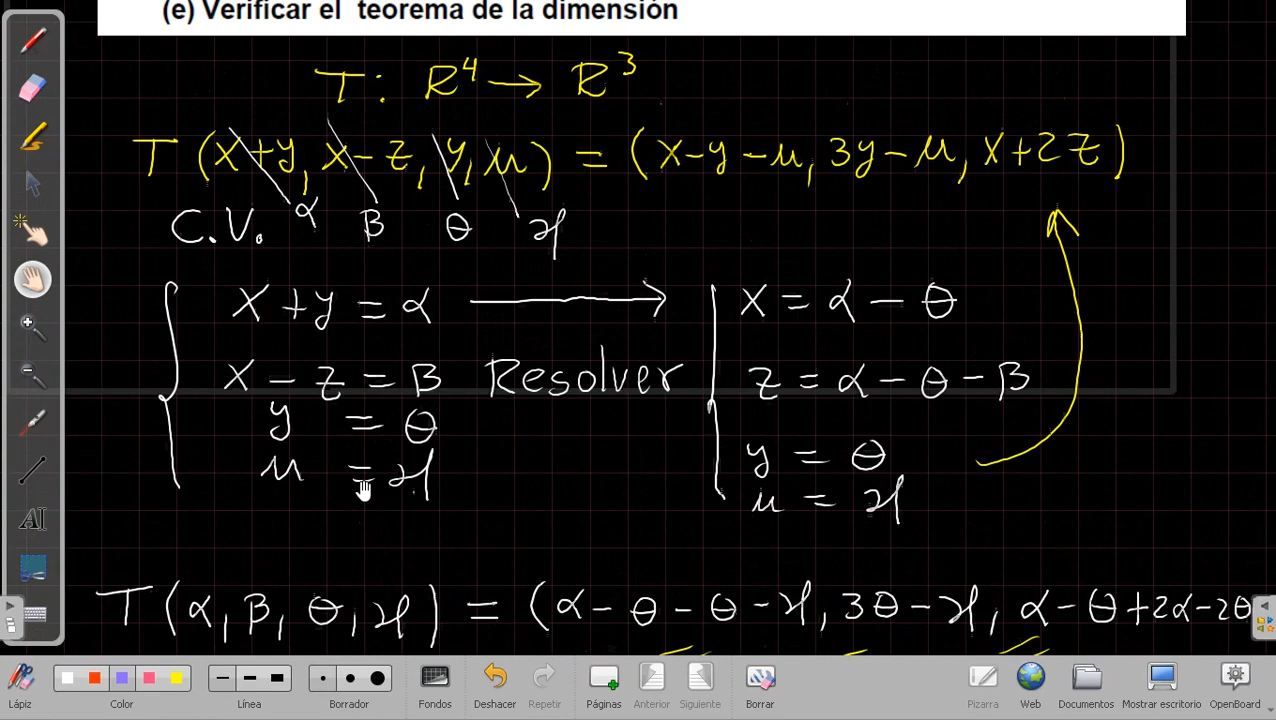 (e) Verificar el teorema de la dimensión
T: R⁴ → R³
T (x+y, x-z, y, μ) = (x-y-μ, 3y-μ, x+2z)
C.V. α β θ ℋ
x + y = α → x = α - θ
x - z = β Resolver z = α - θ - β
y = θ y = θ
μ = ℋ μ = ℋ
T (α, β, θ, ℋ) = (α - θ - θ - ℋ, 3θ - ℋ, α - θ + 2α - 2θ
Lápiz Color Línea Borrador Fondos Deshacer Repetir Páginas Anterior Siguiente Borrar Pizarra Web Documentos Mostrar escritorio OpenBoard